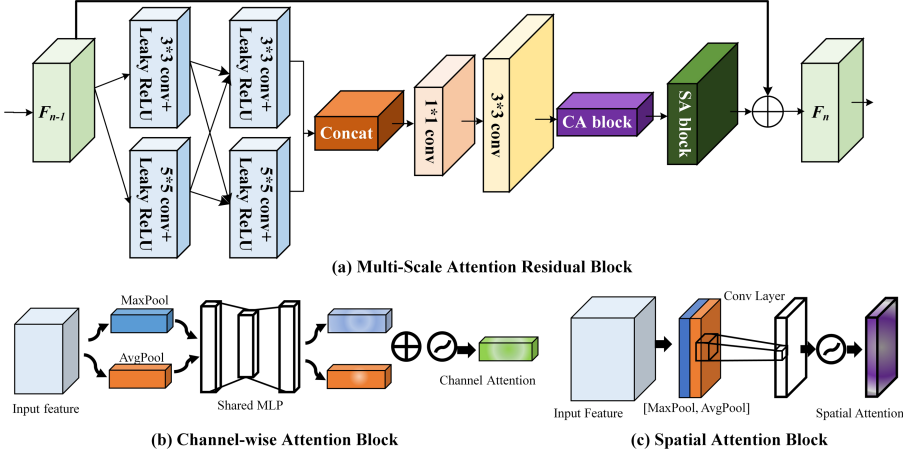 F_{n-1}
3*3 conv+
Leaky ReLU
3*3 conv+
Leaky ReLU
5*5 conv+
Leaky ReLU
5*5 conv+
Leaky ReLU
Concat
1*1 conv
3*3 conv
CA block
SA block
F_n
(a) Multi-Scale Attention Residual Block
MaxPool
AvgPool
Input feature
Shared MLP
Channel Attention
(b) Channel-wise Attention Block
Conv Layer
Input Feature
[MaxPool, AvgPool]
Spatial Attention
(c) Spatial Attention Block